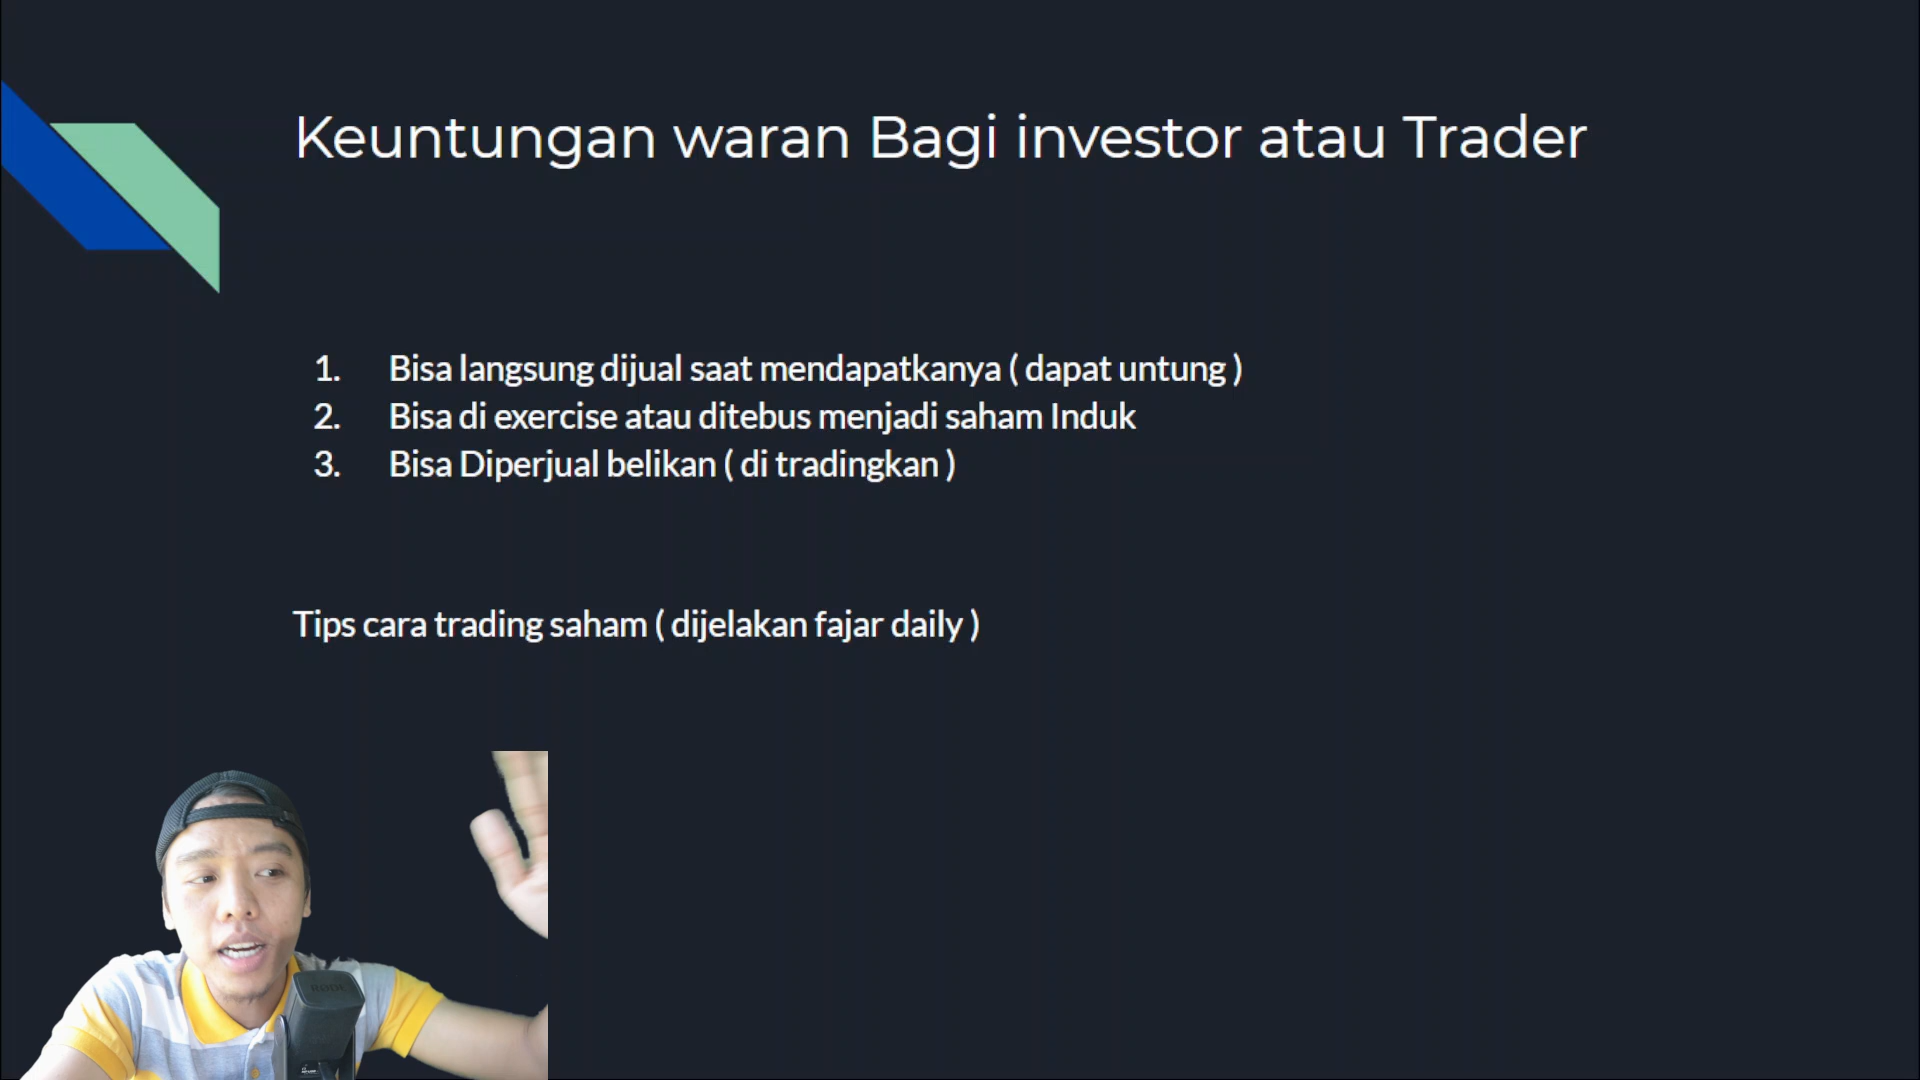 Keuntungan waran Bagi investor atau Trader
1. Bisa langsung dijual saat mendapatkanya ( dapat untung )
2. Bisa di exercise atau ditebus menjadi saham Induk
3. Bisa Diperjual belikan ( di tradingkan )
Tips cara trading saham ( dijelakan fajar daily )
RØDE